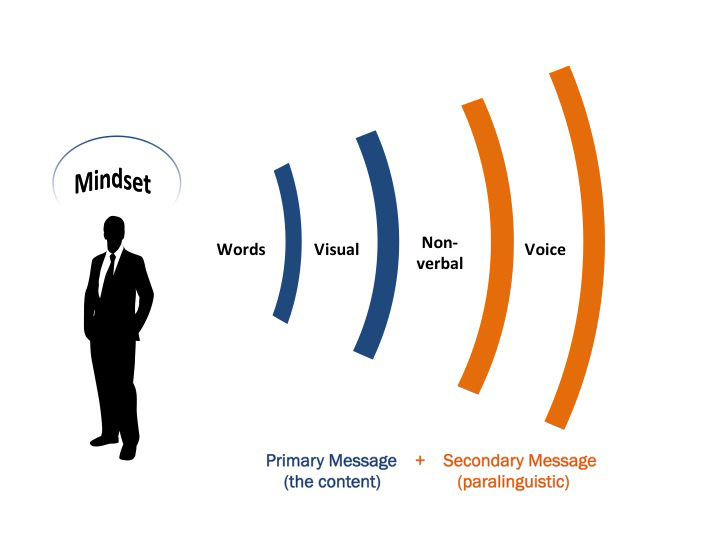 Mindset
Words
Visual
Non-
verbal
Voice
Primary Message + Secondary Message
(the content) (paralinguistic)